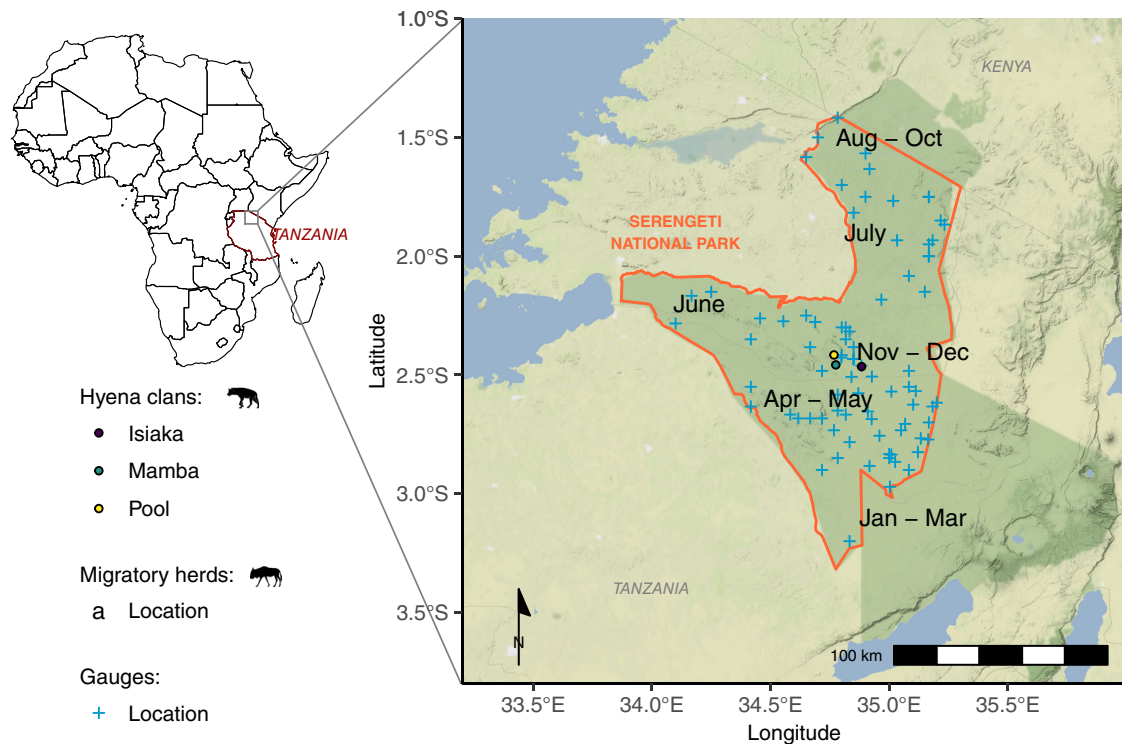 TANZANIA
Hyena clans:
Isiaka
Mamba
Pool
Migratory herds:
a Location
Gauges:
Location
Latitude
1.0°S
1.5°S
2.0°S
2.5°S
3.0°S
3.5°S
KENYA
Aug – Oct
SERENGETI
NATIONAL PARK
July
June
Nov – Dec
Apr – May
Jan – Mar
TANZANIA
N
100 km
33.5°E
34.0°E
34.5°E
35.0°E
35.5°E
Longitude